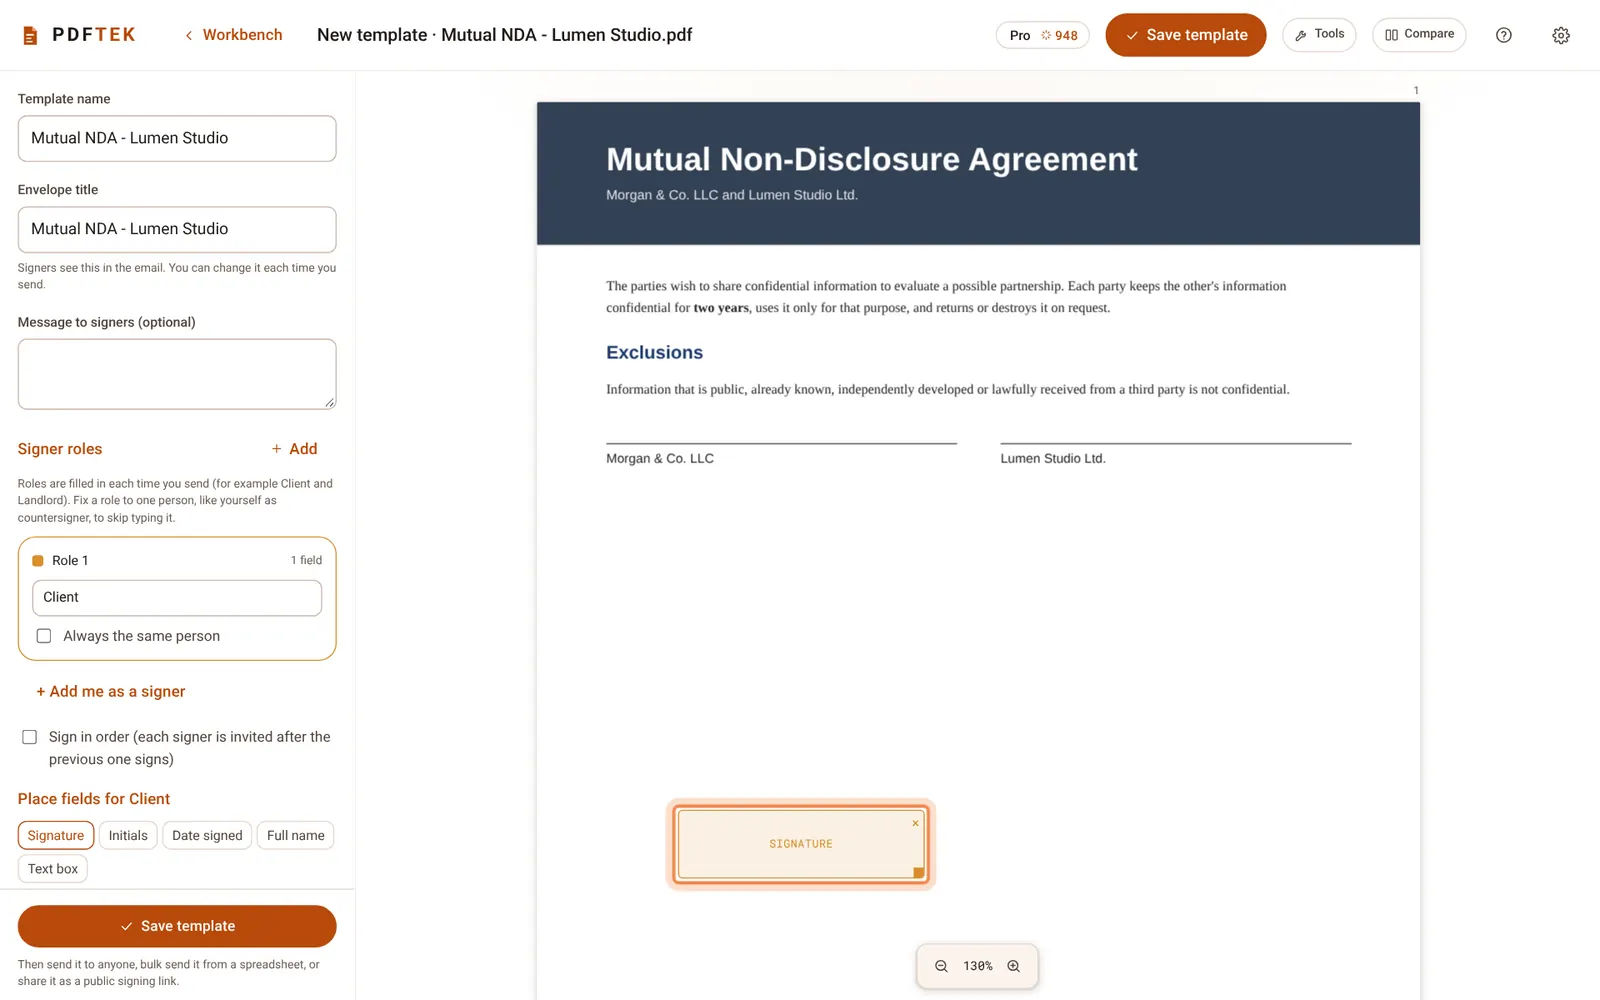 PDFTEK
Workbench
New template · Mutual NDA - Lumen Studio.pdf
Pro 948
Save template
Tools
Compare
Template name
Mutual NDA - Lumen Studio
Envelope title
Mutual NDA - Lumen Studio
Signers see this in the email. You can change it each time you
send.
Message to signers (optional)
Signer roles
+ Add
Roles are filled in each time you send (for example Client and
Landlord). Fix a role to one person, like yourself as
countersigner, to skip typing it.
Role 1
1 field
Client
Always the same person
+ Add me as a signer
Sign in order (each signer is invited after the
previous one signs)
Place fields for Client
Signature
Initials
Date signed
Full name
Text box
Save template
Then send it to anyone, bulk send it from a spreadsheet, or
share it as a public signing link.
1
Mutual Non-Disclosure Agreement
Morgan & Co. LLC and Lumen Studio Ltd.
The parties wish to share confidential information to evaluate a possible partnership. Each party keeps the other's information
confidential for two years, uses it only for that purpose, and returns or destroys it on request.
Exclusions
Information that is public, already known, independently developed or lawfully received from a third party is not confidential.
Morgan & Co. LLC
Lumen Studio Ltd.
SIGNATURE
130%